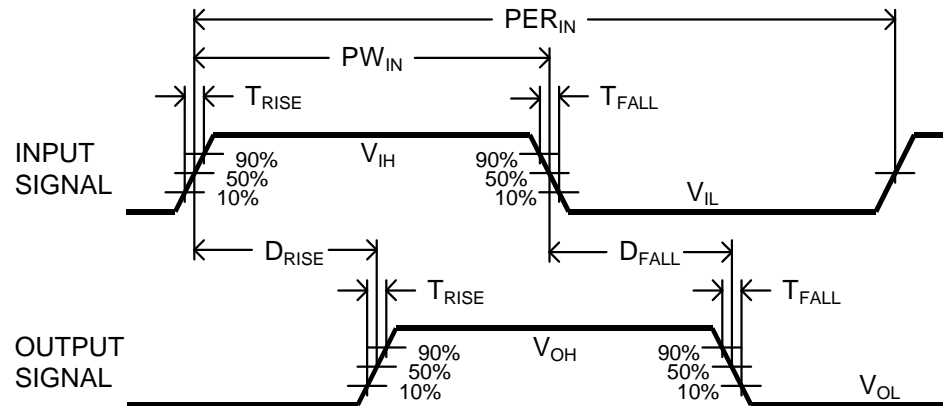 PER_IN
PW_IN
T_RISE
T_FALL
INPUT
SIGNAL
90%
50%
10%
V_IH
90%
50%
10%
V_IL
D_RISE
D_FALL
T_RISE
T_FALL
OUTPUT
SIGNAL
90%
50%
10%
V_OH
90%
50%
10%
V_OL